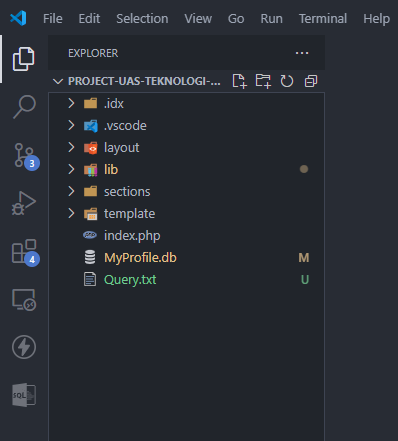 File Edit Selection View Go Run Terminal Help
EXPLORER
PROJECT-UAS-TEKNOLOGI-...
.idx
.vscode
layout
lib
sections
template
index.php
MyProfile.db M
Query.txt U
3
4
SQL